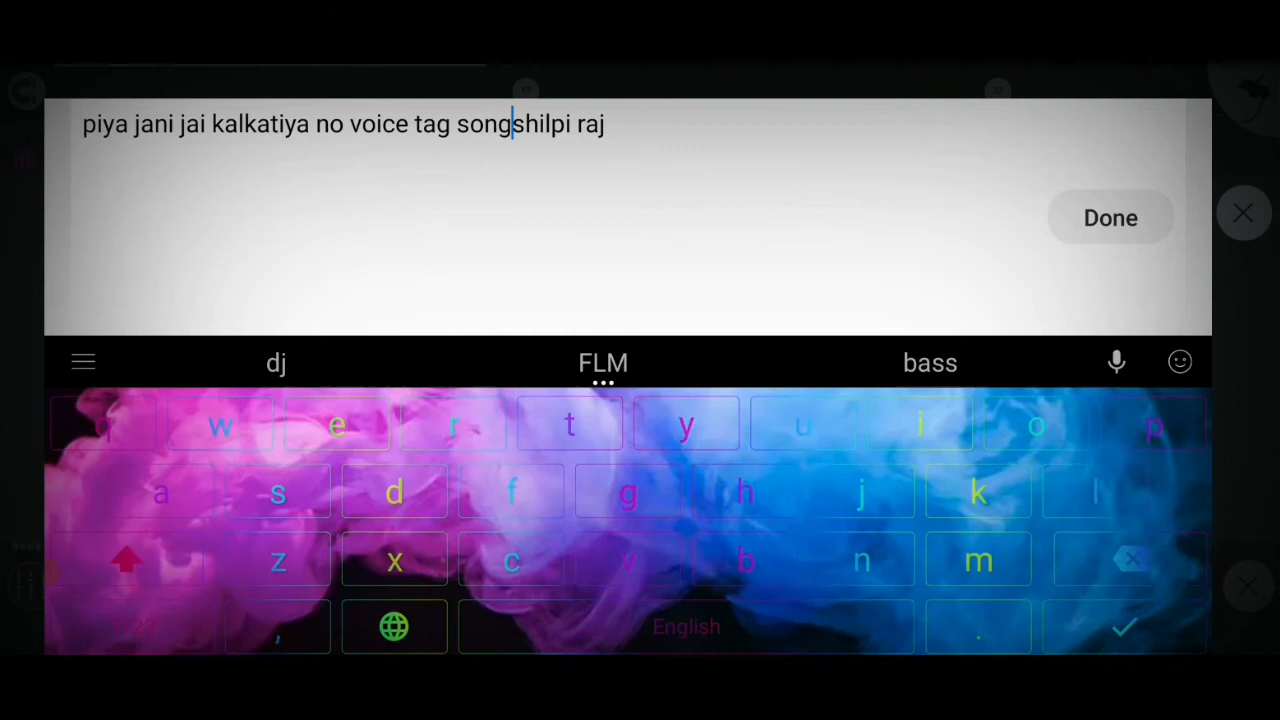 piya jani jai kalkatiya no voice tag songshilpi raj
Done
dj FLM bass
q w e r t y u i o p
a s d f g h j k l
z x c v b n m
, English .